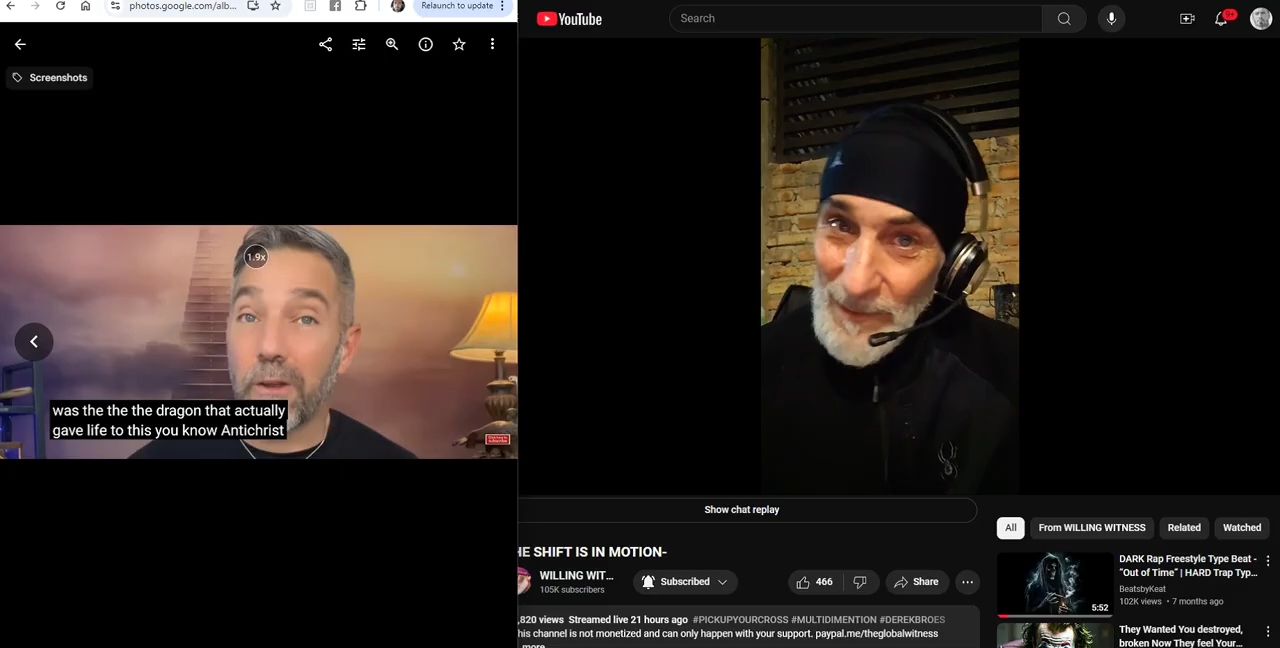 photos.google.com/alb...
Relaunch to update
Screenshots
1.9x
was the the the dragon that actually
gave life to this you know Antichrist
YouTube
Search
9+
Show chat replay
HE SHIFT IS IN MOTION-
WILLING WIT...
105K subscribers
Subscribed
466
Share
,820 views Streamed live 21 hours ago #PICKUPYOURCROSS #MULTIDIMENTION #DEREKBROES
his channel is not monetized and can only happen with your support. paypal.me/theglobalwitness
more
All
From WILLING WITNESS
Related
Watched
5:52
DARK Rap Freestyle Type Beat -
"Out of Time" | HARD Trap Typ...
BeatsbyKeat
102K views • 7 months ago
They Wanted You destroyed,
broken Now They feel Your...